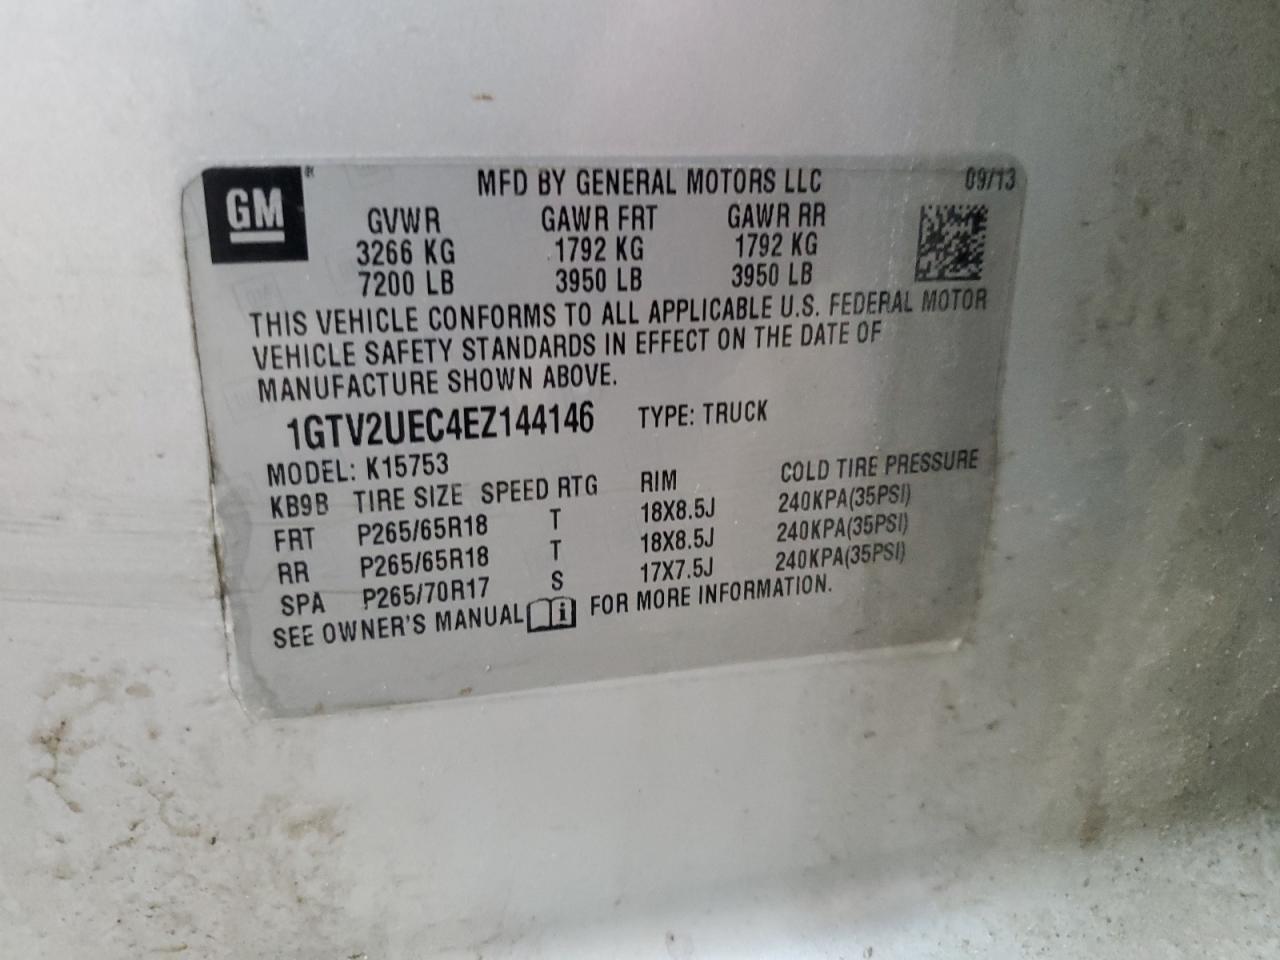 GM ® MFD BY GENERAL MOTORS LLC 09/13
GVWR GAWR FRT GAWR RR
3266 KG 1792 KG 1792 KG
7200 LB 3950 LB 3950 LB
THIS VEHICLE CONFORMS TO ALL APPLICABLE U.S. FEDERAL MOTOR
VEHICLE SAFETY STANDARDS IN EFFECT ON THE DATE OF
MANUFACTURE SHOWN ABOVE.
1GTV2UEC4EZ144146 TYPE: TRUCK
MODEL: K15753
KB9B TIRE SIZE SPEED RTG RIM COLD TIRE PRESSURE
FRT P265/65R18 T 18X8.5J 240KPA(35PSI)
RR P265/65R18 T 18X8.5J 240KPA(35PSI)
SPA P265/70R17 S 17X7.5J 240KPA(35PSI)
SEE OWNER'S MANUAL i FOR MORE INFORMATION.